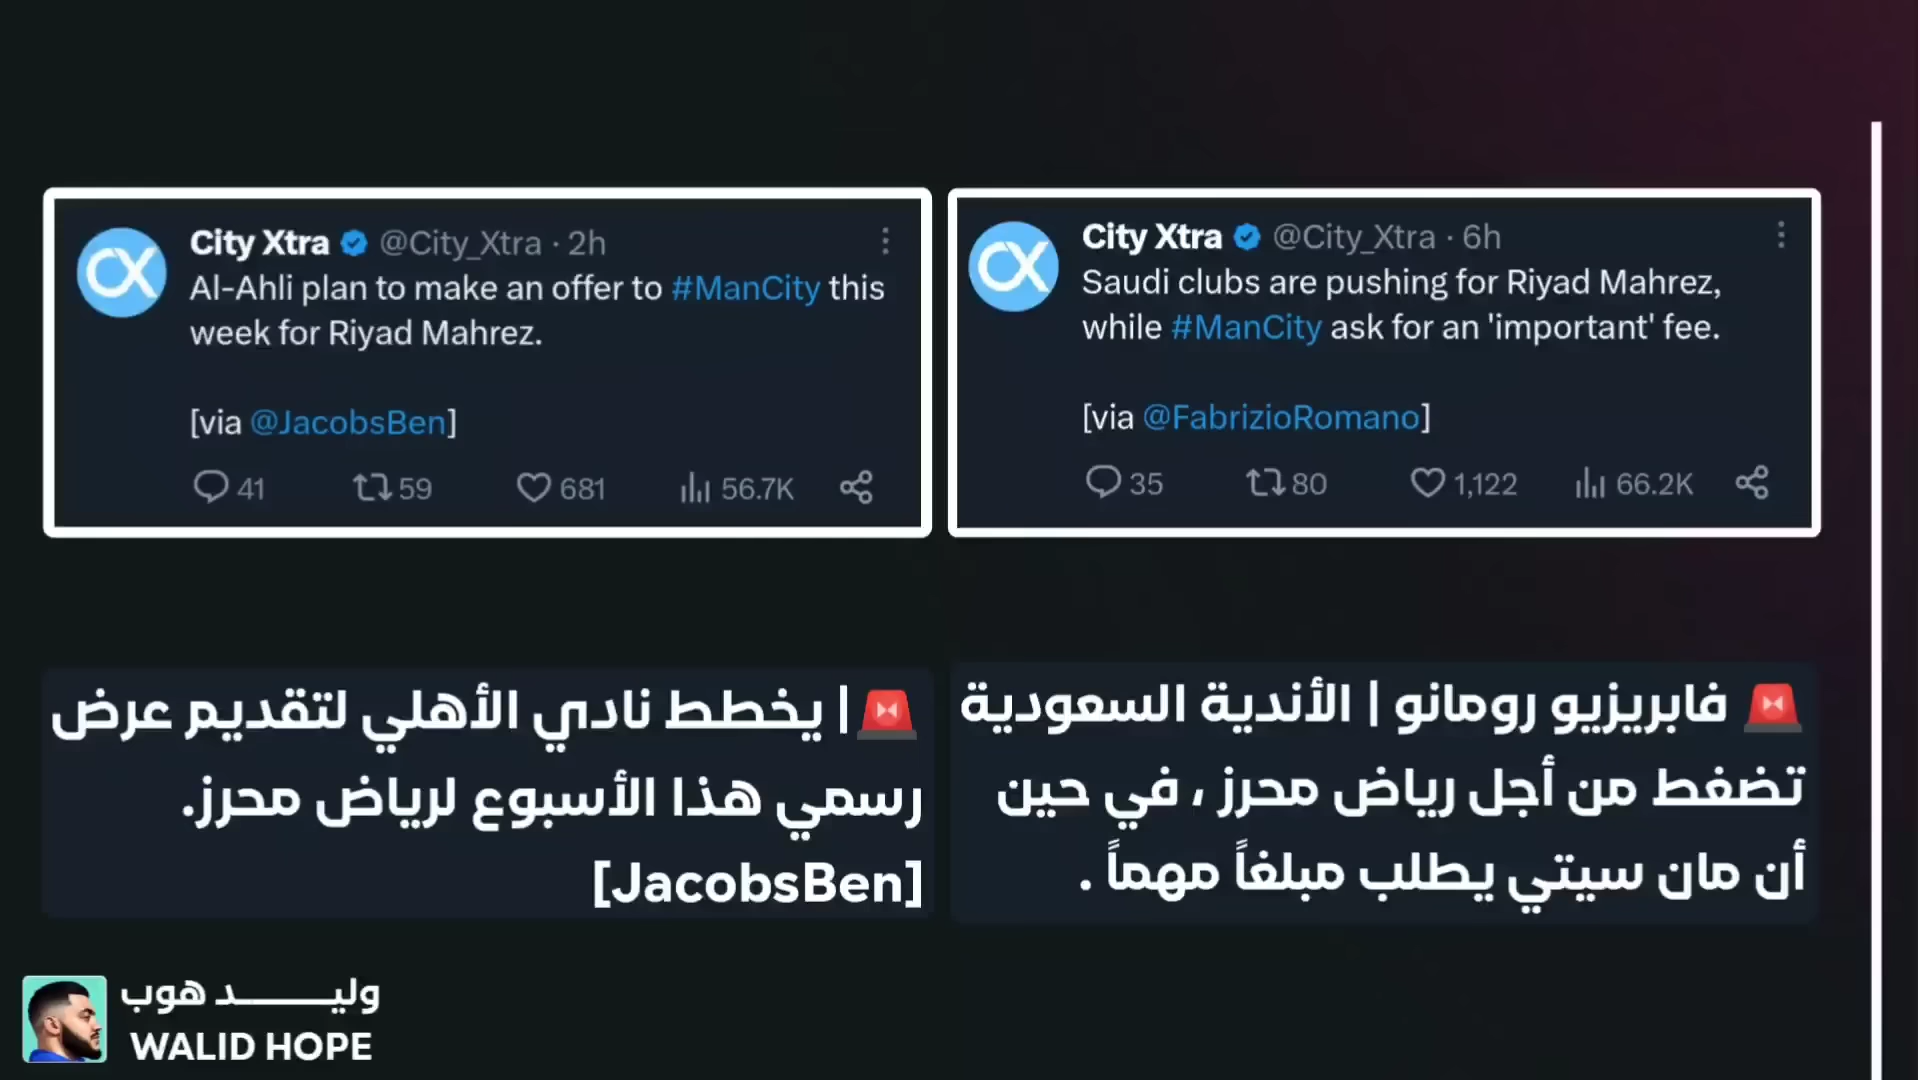 City Xtra @City_Xtra · 2h
Al-Ahli plan to make an offer to #ManCity this
week for Riyad Mahrez.
[via @JacobsBen]
41 59 681 56.7K
City Xtra @City_Xtra · 6h
Saudi clubs are pushing for Riyad Mahrez,
while #ManCity ask for an 'important' fee.
[via @FabrizioRomano]
35 80 1,122 66.2K
🚨| يخطط نادي الأهلي لتقديم عرض
رسمي هذا الأسبوع لرياض محرز.
[JacobsBen]
🚨 فابريزيو رومانو | الأندية السعودية
تضغط من أجل رياض محرز ، في حين
أن مان سيتي يطلب مبلغاً مهماً .
وليـــــــد هوب
WALID HOPE